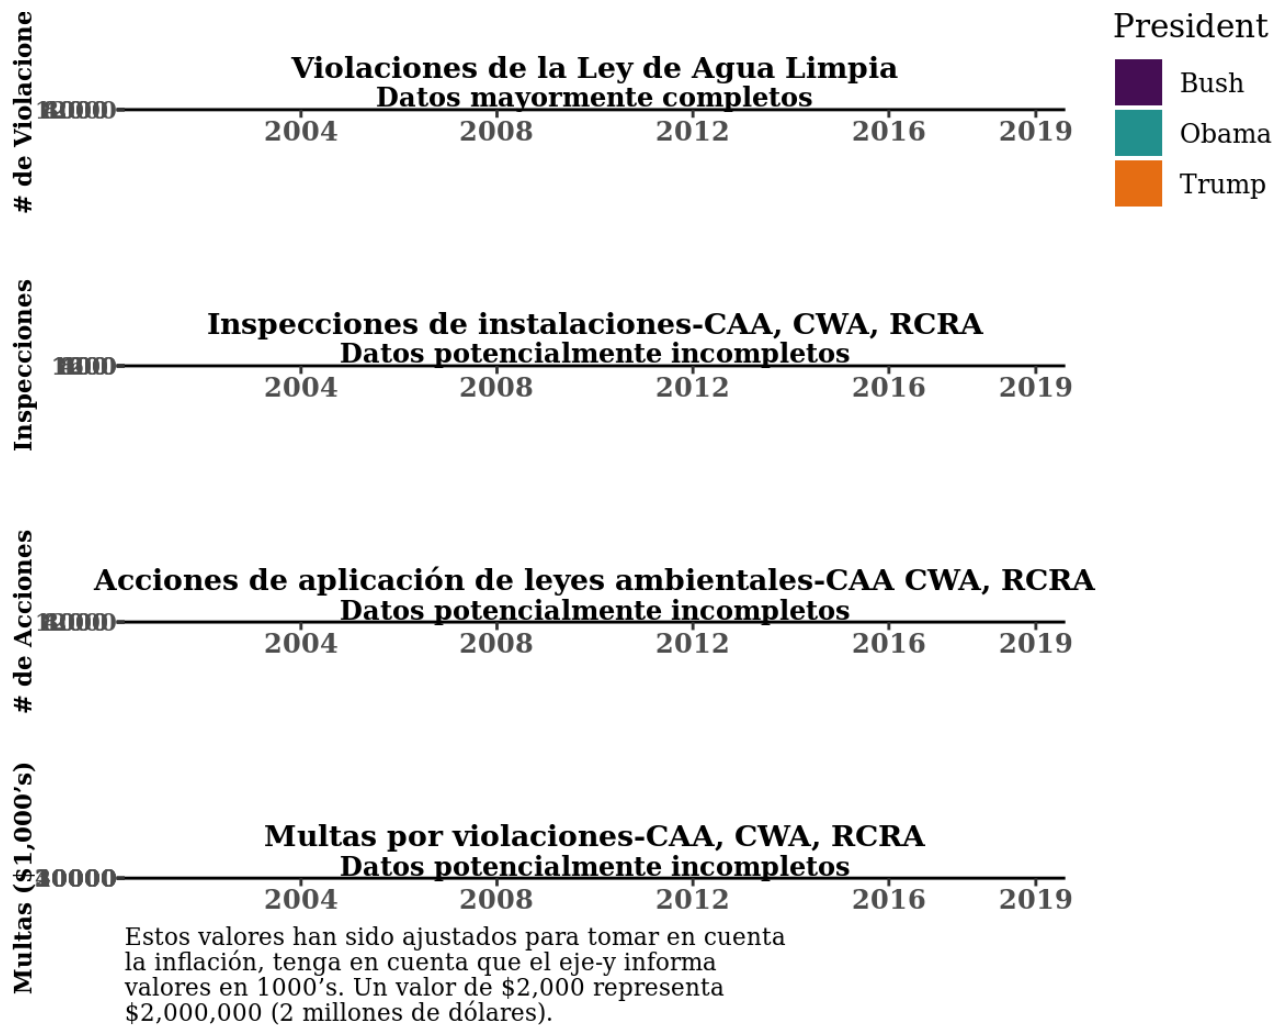 President
Bush
Obama
Trump
# de Violacione
Violaciones de la Ley de Agua Limpia
Datos mayormente completos
2004 2008 2012 2016 2019
Inspecciones
Inspecciones de instalaciones-CAA, CWA, RCRA
Datos potencialmente incompletos
2004 2008 2012 2016 2019
# de Acciones
Acciones de aplicación de leyes ambientales-CAA CWA, RCRA
Datos potencialmente incompletos
2004 2008 2012 2016 2019
Multas ($1,000’s)
Multas por violaciones-CAA, CWA, RCRA
Datos potencialmente incompletos
2004 2008 2012 2016 2019
Estos valores han sido ajustados para tomar en cuenta
la inflación, tenga en cuenta que el eje-y informa
valores en 1000’s. Un valor de $2,000 representa
$2,000,000 (2 millones de dólares).